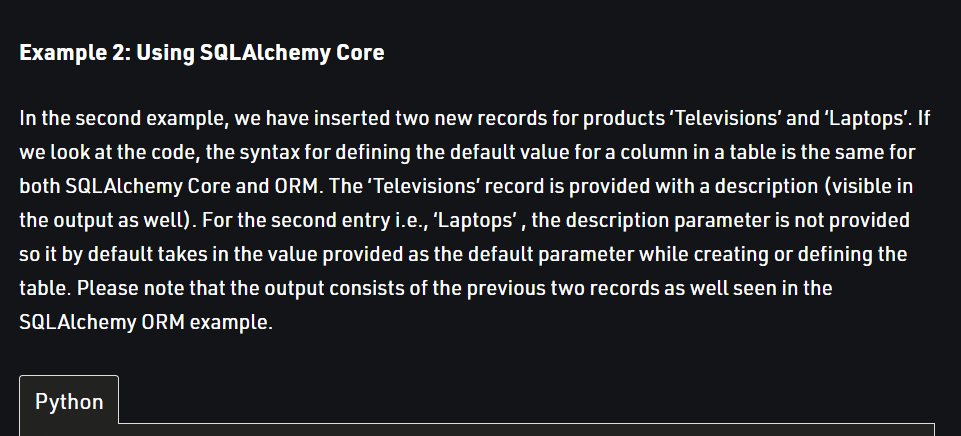 Example 2: Using SQLAlchemy Core
In the second example, we have inserted two new records for products ‘Televisions’ and ‘Laptops’. If
we look at the code, the syntax for defining the default value for a column in a table is the same for
both SQLAlchemy Core and ORM. The ‘Televisions’ record is provided with a description (visible in
the output as well). For the second entry i.e., ‘Laptops’ , the description parameter is not provided
so it by default takes in the value provided as the default parameter while creating or defining the
table. Please note that the output consists of the previous two records as well seen in the
SQLAlchemy ORM example.
Python